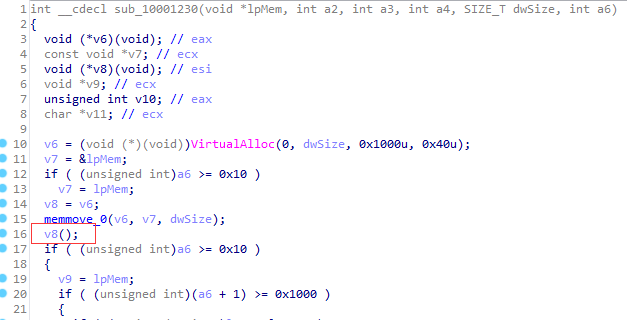 1 int __cdecl sub_10001230(void *lpMem, int a2, int a3, int a4, SIZE_T dwSize, int a6)
2 {
3 void (*v6)(void); // eax
4 const void *v7; // ecx
5 void (*v8)(void); // esi
6 void *v9; // ecx
7 unsigned int v10; // eax
8 char *v11; // ecx
9
10 v6 = (void (*)(void))VirtualAlloc(0, dwSize, 0x1000u, 0x40u);
11 v7 = &lpMem;
12 if ( (unsigned int)a6 >= 0x10 )
13 v7 = lpMem;
14 v8 = v6;
15 memmove_0(v6, v7, dwSize);
16 v8();
17 if ( (unsigned int)a6 >= 0x10 )
18 {
19 v9 = lpMem;
20 if ( (unsigned int)(a6 + 1) >= 0x1000 )
21 {